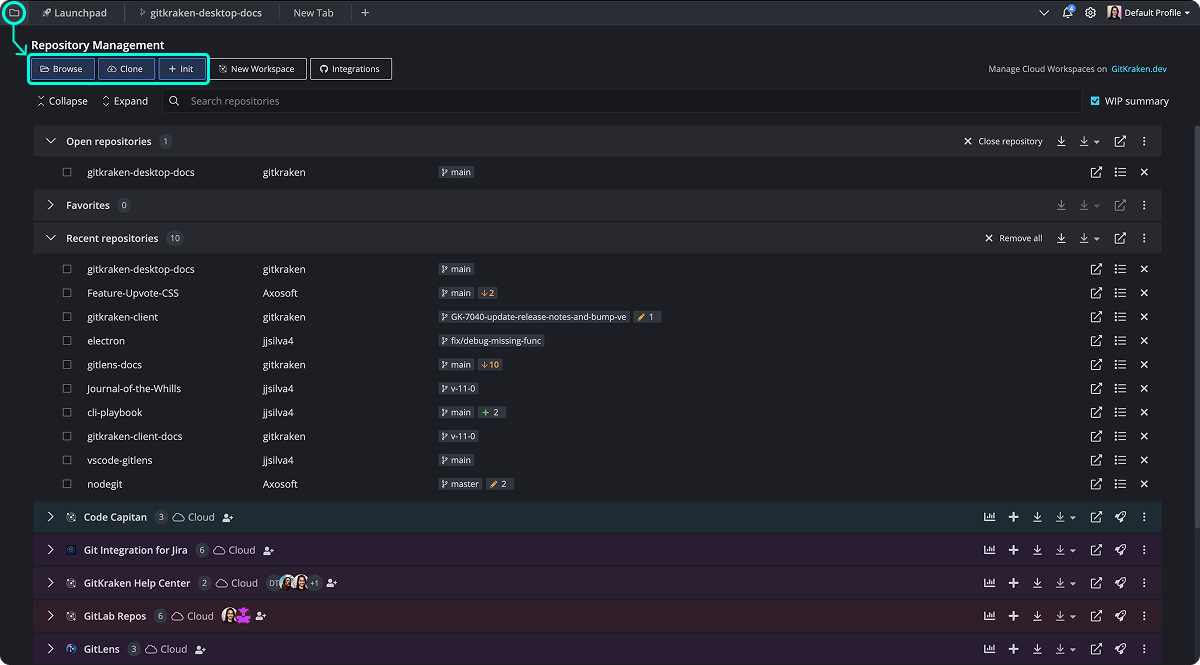 Launchpad gitkraken-desktop-docs New Tab 4 Default Profile
Repository Management
Browse Clone Init New Workspace Integrations Manage Cloud Workspaces on GitKraken.dev
Collapse Expand Search repositories WIP summary
Open repositories 1 Close repository
gitkraken-desktop-docs gitkraken main
Favorites 0
Recent repositories 10 Remove all
gitkraken-desktop-docs gitkraken main
Feature-Upvote-CSS Axosoft main 2
gitkraken-client gitkraken GK-7040-update-release-notes-and-bump-ve 1
electron jjsilva4 fix/debug-missing-func
gitlens-docs gitkraken main 10
Journal-of-the-Whills jjsilva4 v-11-0
cli-playbook jjsilva4 main + 2
gitkraken-client-docs gitkraken v-11-0
vscode-gitlens jjsilva4 main
nodegit Axosoft master 2
Code Capitan 3 Cloud
Git Integration for Jira 6 Cloud
GitKraken Help Center 2 Cloud DT +1
GitLab Repos 6 Cloud
GitLens 3 Cloud